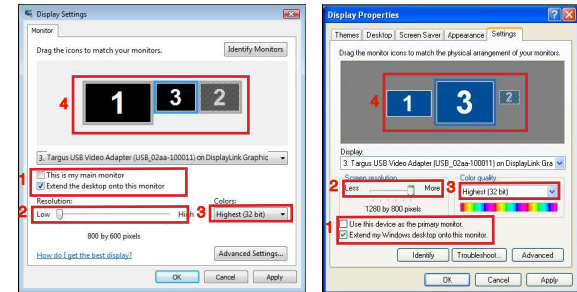 Display Settings
Monitor
Drag the icons to match your monitors.
Identify Monitors
4
1
3
2
3. Targus USB Video Adapter (USB_02aa-100011) on DisplayLink Graphic
1
This is my main monitor
Extend the desktop onto this monitor
Resolution:
Colors:
2
Low
High
3
Highest (32 bit)
800 by 600 pixels
How do I get the best display?
Advanced Settings...
OK
Cancel
Apply
Display Properties
Themes
Desktop
Screen Saver
Appearance
Settings
Drag the monitor icons to match the physical arrangement of your monitors.
4
1
3
2
Display:
3. Targus USB Video Adapter (USB_02aa-100011) on DisplayLink Gra
Screen resolution
Color quality
2
Less
More
3
Highest (32 bit)
1280 by 800 pixels
1
Use this device as the primary monitor.
Extend my Windows desktop onto this monitor.
Identify
Troubleshoot...
Advanced
OK
Cancel
Apply